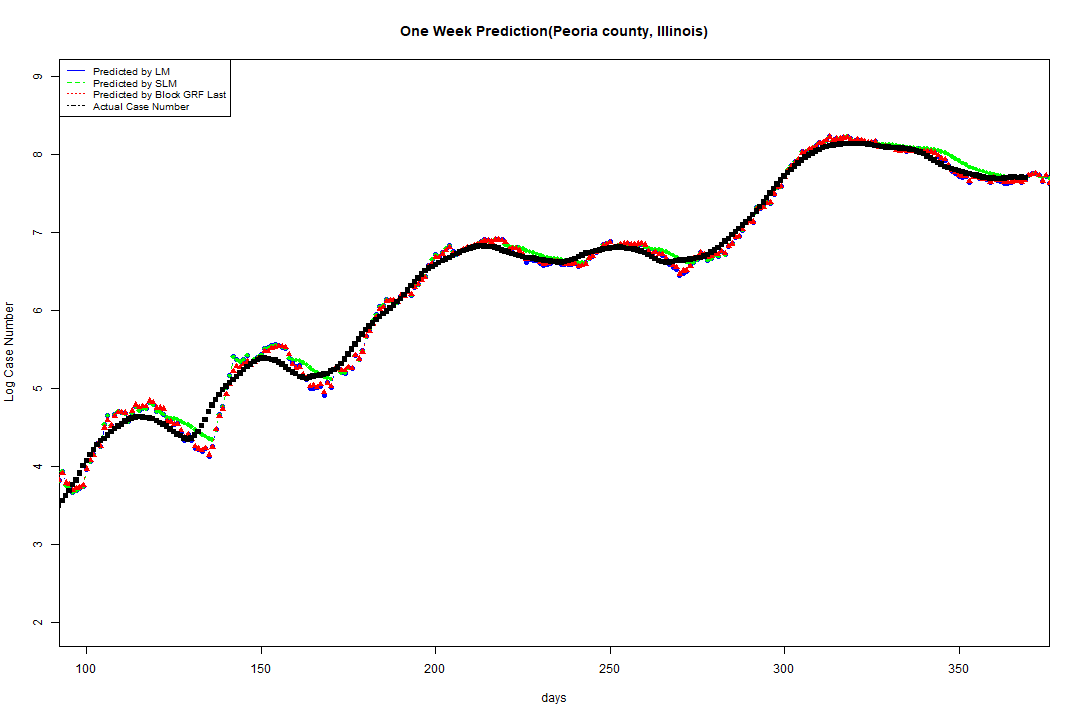 One Week Prediction(Peoria county, Illinois)
Predicted by LM
Predicted by SLM
Predicted by Block GRF Last
Actual Case Number
9
8
7
6
5
4
3
2
Log Case Number
100 150 200 250 300 350
days